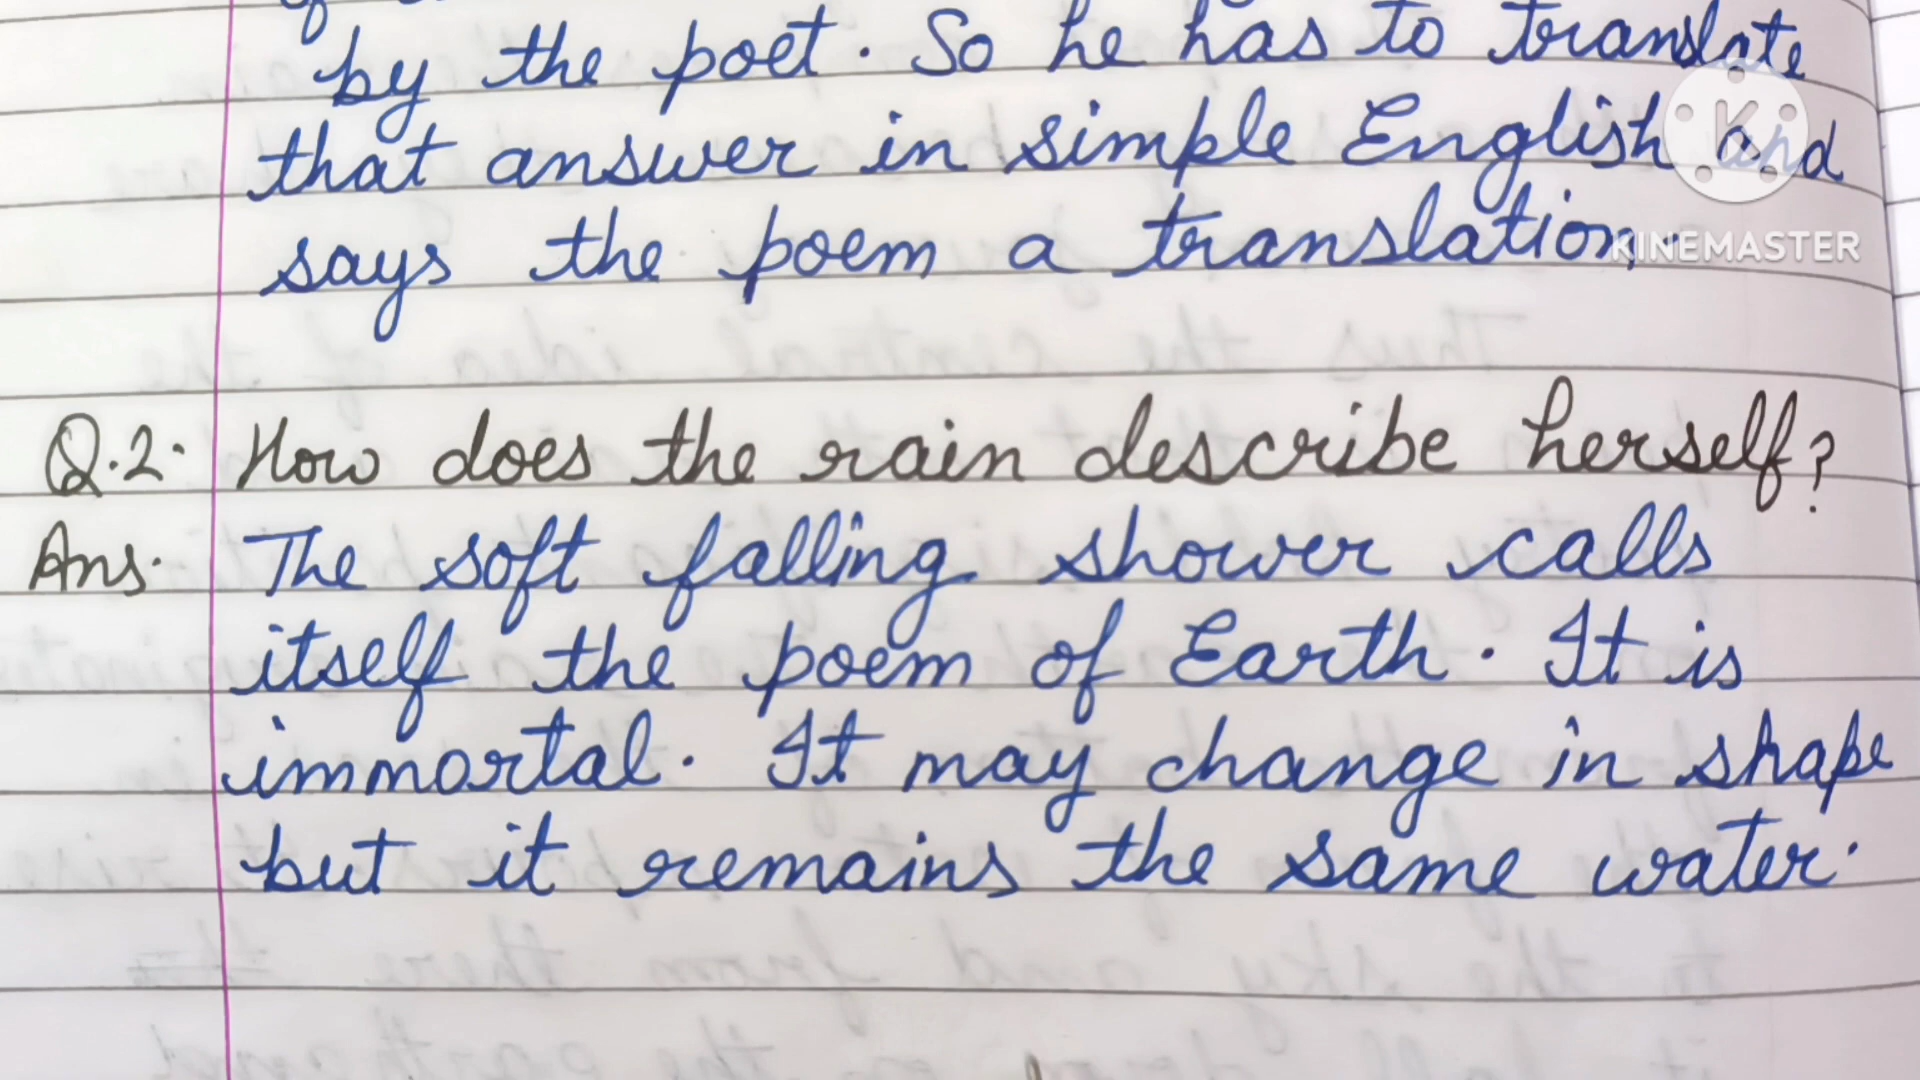 by the poet. So he has to translate
that answer in simple English and
says the poem a translation.
KINEMASTER
Q.2. How does the rain describe herself?
Ans. The soft falling shower calls
itself the poem of Earth. It is
immortal. It may change in shape
but it remains the same water.